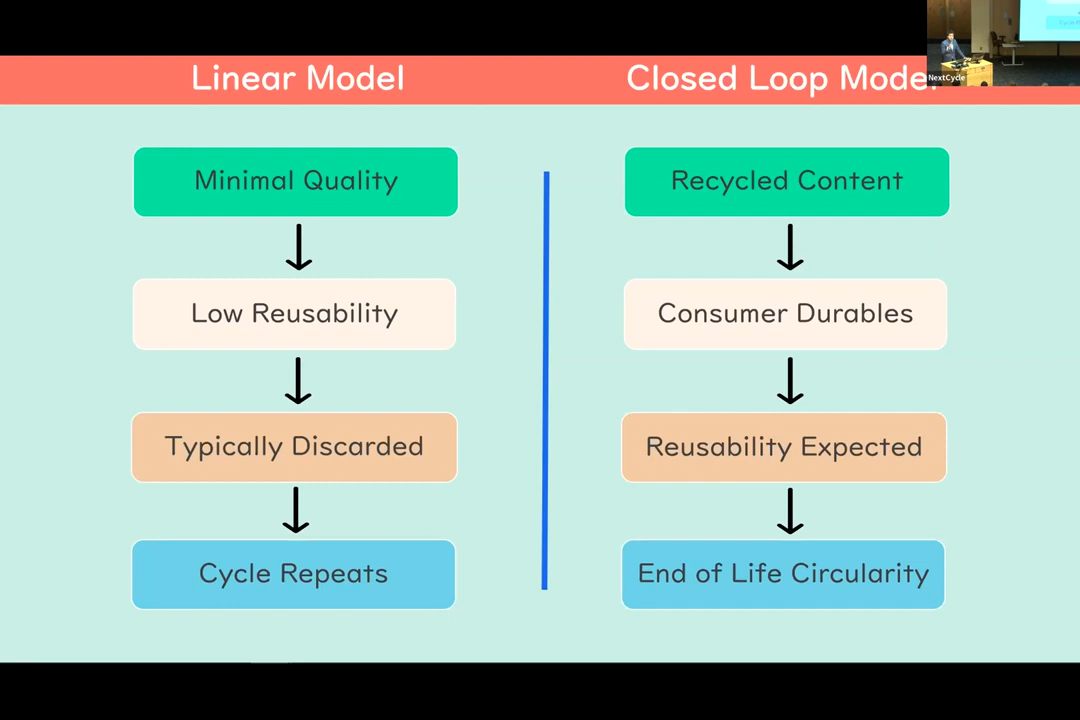 Linear Model
Closed Loop Model
NextCycle
Minimal Quality
Recycled Content
Low Reusability
Consumer Durables
Typically Discarded
Reusability Expected
Cycle Repeats
End of Life Circularity